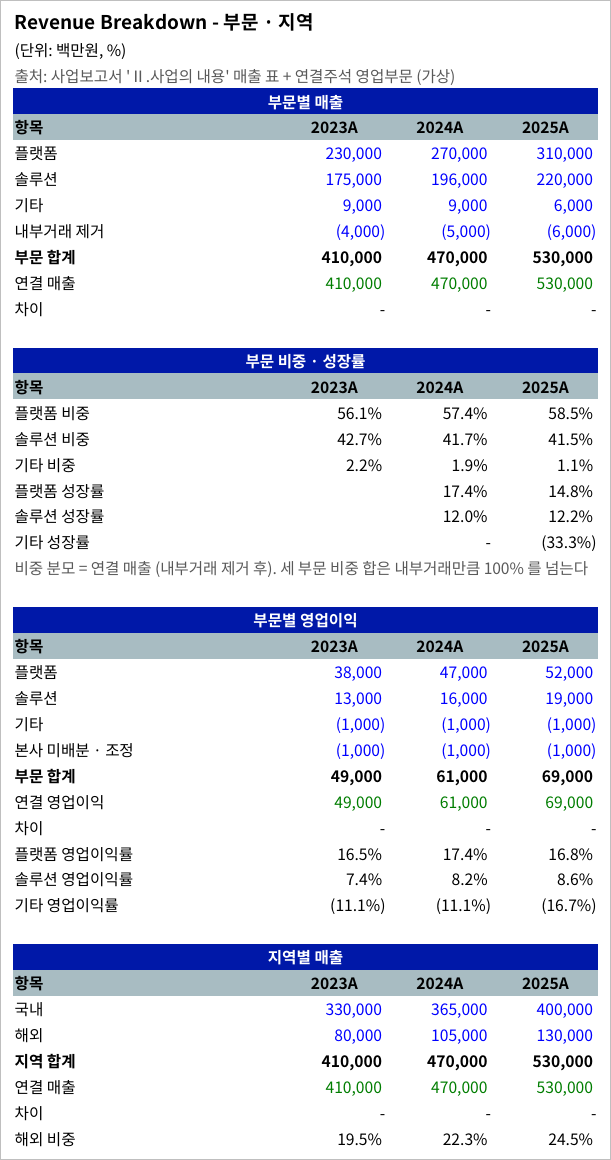 Revenue Breakdown - 부문 · 지역
(단위: 백만원, %)
출처: 사업보고서 'Ⅱ.사업의 내용' 매출 표 + 연결주석 영업부문 (가상)
부문별 매출
항목 2023A 2024A 2025A
플랫폼 230,000 270,000 310,000
솔루션 175,000 196,000 220,000
기타 9,000 9,000 6,000
내부거래 제거 (4,000) (5,000) (6,000)
부문 합계 410,000 470,000 530,000
연결 매출 410,000 470,000 530,000
차이 - - -
부문 비중 · 성장률
항목 2023A 2024A 2025A
플랫폼 비중 56.1% 57.4% 58.5%
솔루션 비중 42.7% 41.7% 41.5%
기타 비중 2.2% 1.9% 1.1%
플랫폼 성장률 17.4% 14.8%
솔루션 성장률 12.0% 12.2%
기타 성장률 - (33.3%)
비중 분모 = 연결 매출 (내부거래 제거 후). 세 부문 비중 합은 내부거래만큼 100% 를 넘는다
부문별 영업이익
항목 2023A 2024A 2025A
플랫폼 38,000 47,000 52,000
솔루션 13,000 16,000 19,000
기타 (1,000) (1,000) (1,000)
본사 미배분 · 조정 (1,000) (1,000) (1,000)
부문 합계 49,000 61,000 69,000
연결 영업이익 49,000 61,000 69,000
차이 - - -
플랫폼 영업이익률 16.5% 17.4% 16.8%
솔루션 영업이익률 7.4% 8.2% 8.6%
기타 영업이익률 (11.1%) (11.1%) (16.7%)
지역별 매출
항목 2023A 2024A 2025A
국내 330,000 365,000 400,000
해외 80,000 105,000 130,000
지역 합계 410,000 470,000 530,000
연결 매출 410,000 470,000 530,000
차이 - - -
해외 비중 19.5% 22.3% 24.5%